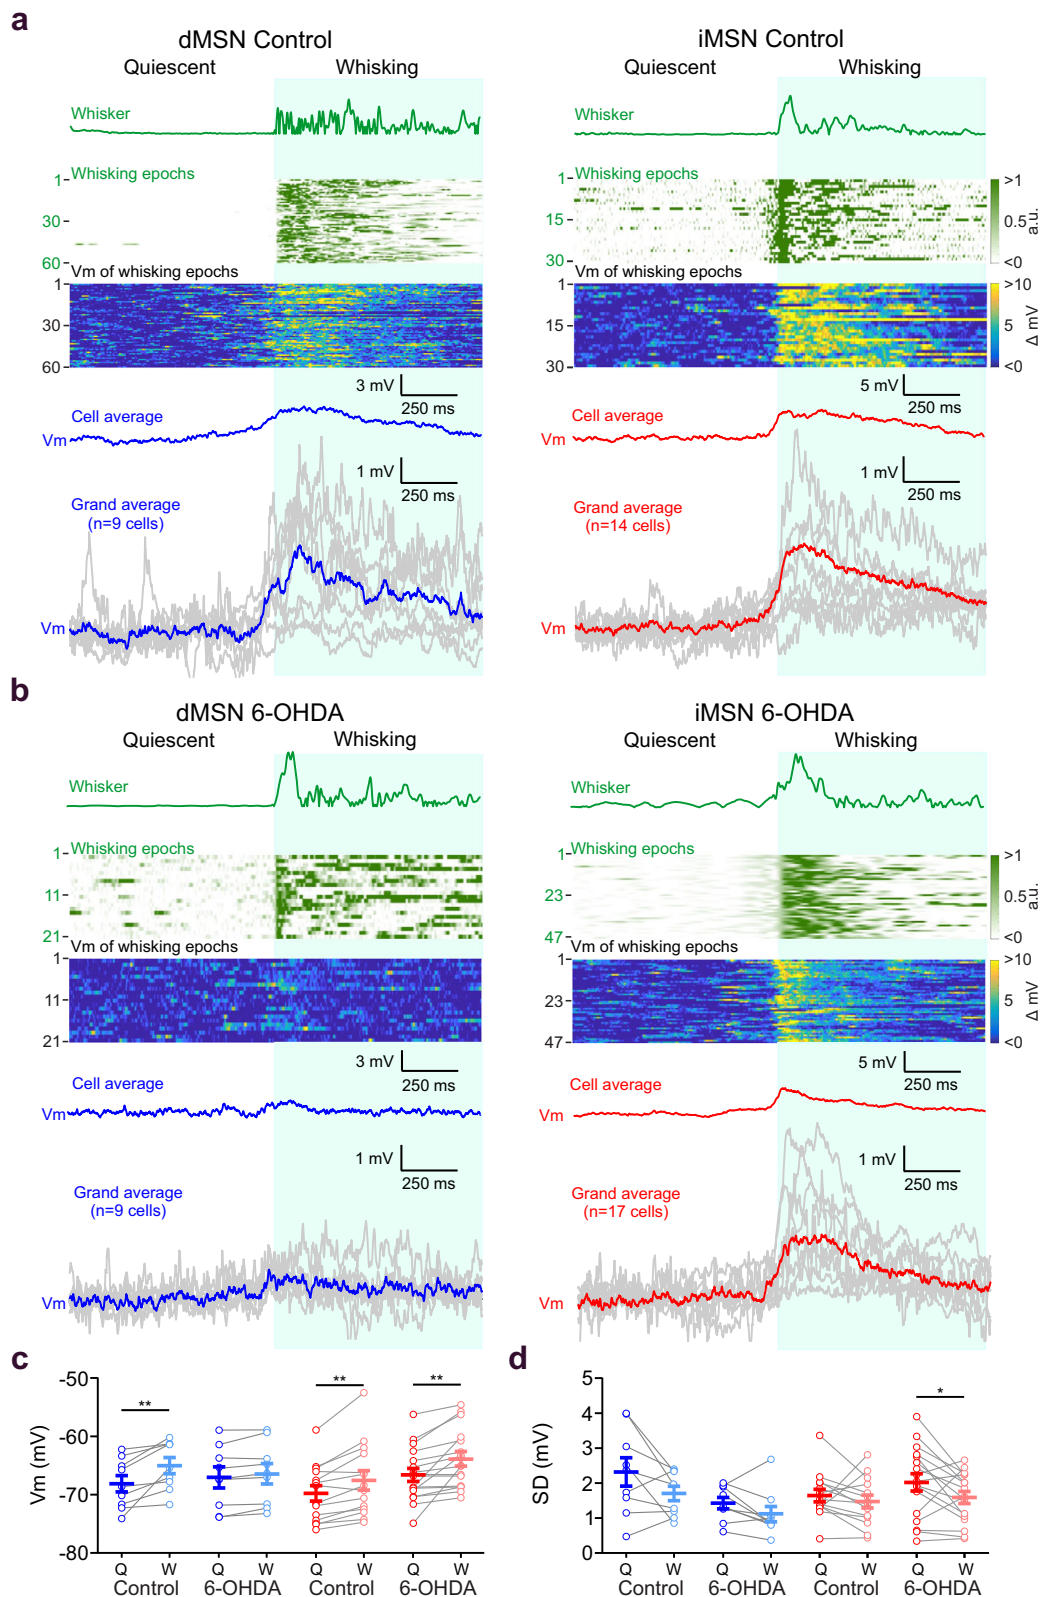 a
dMSN Control
iMSN Control
Quiescent
Whisking
Quiescent
Whisking
Whisker
Whisker
Whisking epochs
Whisking epochs
1
30
60
1
15
30
>1
0.5
<0
a.u.
Vm of whisking epochs
Vm of whisking epochs
1
30
60
1
15
30
>10
5
<0
Δ mV
3 mV
250 ms
5 mV
250 ms
Cell average
Vm
Cell average
Vm
1 mV
250 ms
1 mV
250 ms
Grand average
(n=9 cells)
Vm
Grand average
(n=14 cells)
Vm
b
dMSN 6-OHDA
iMSN 6-OHDA
Quiescent
Whisking
Quiescent
Whisking
Whisker
Whisker
Whisking epochs
Whisking epochs
1
11
21
1
23
47
>1
0.5
<0
a.u.
Vm of whisking epochs
Vm of whisking epochs
1
11
21
1
23
47
>10
5
<0
Δ mV
3 mV
250 ms
5 mV
250 ms
Cell average
Vm
Cell average
Vm
1 mV
250 ms
1 mV
250 ms
Grand average
(n=9 cells)
Vm
Grand average
(n=17 cells)
Vm
c
Vm (mV)
-50
-60
-70
-80
**
**
**
Q W Q W Q W Q W
Control 6-OHDA Control 6-OHDA
d
SD (mV)
5
4
3
2
1
0
*
Q W Q W Q W Q W
Control 6-OHDA Control 6-OHDA